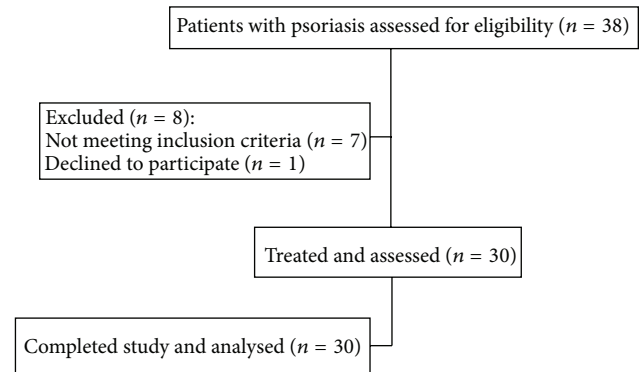 Patients with psoriasis assessed for eligibility (n = 38)
Excluded (n = 8):
Not meeting inclusion criteria (n = 7)
Declined to participate (n = 1)
Treated and assessed (n = 30)
Completed study and analysed (n = 30)